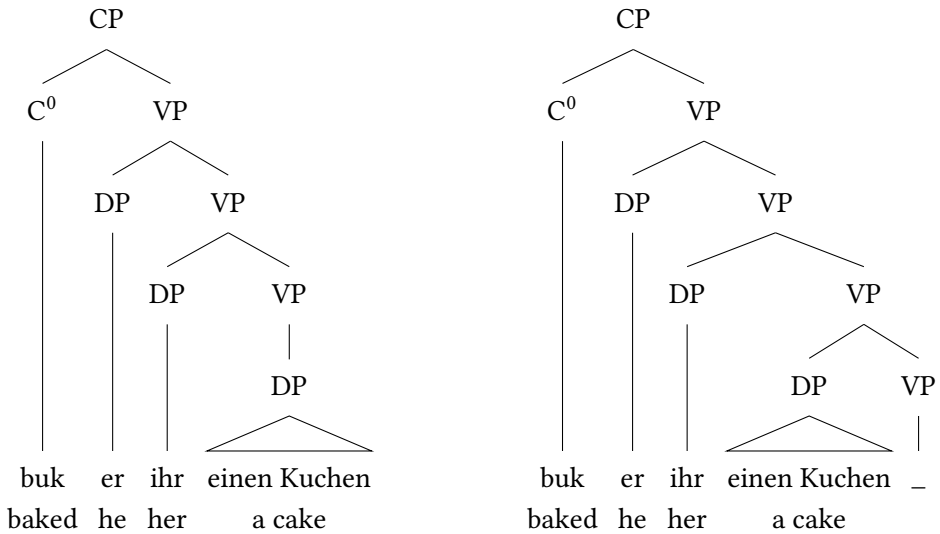 CP CP
C⁰ VP C⁰ VP
DP VP DP VP
DP VP DP VP
DP DP VP
buk er ihr einen Kuchen buk er ihr einen Kuchen _
baked he her a cake baked he her a cake